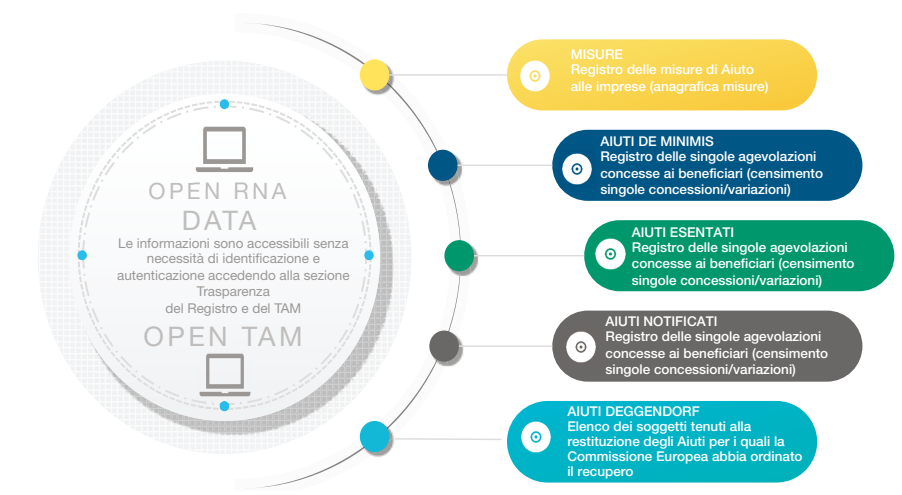 OPEN RNA
DATA
Le informazioni sono accessibili senza
necessità di identificazione e
autenticazione accedendo alla sezione
Trasparenza
del Registro e del TAM
OPEN TAM
MISURE
Registro delle misure di Aiuto
alle imprese (anagrafica misure)
AIUTI DE MINIMIS
Registro delle singole agevolazioni
concesse ai beneficiari (censimento
singole concessioni/variazioni)
AIUTI ESENTATI
Registro delle singole agevolazioni
concesse ai beneficiari (censimento
singole concessioni/variazioni)
AIUTI NOTIFICATI
Registro delle singole agevolazioni
concesse ai beneficiari (censimento
singole concessioni/variazioni)
AIUTI DEGGENDORF
Elenco dei soggetti tenuti alla
restituzione degli Aiuti per i quali la
Commissione Europea abbia ordinato
il recupero